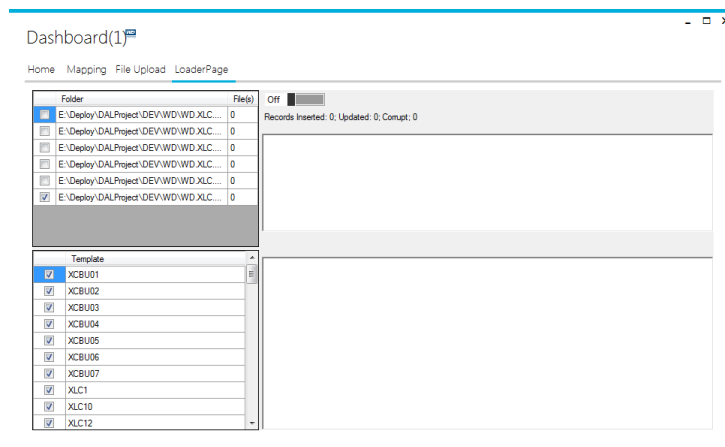 Dashboard(1)
Home Mapping File Upload LoaderPage
Folder File(s)
E:\Deploy\DALProject\DEV\WD\WD.XLC.... 0
E:\Deploy\DALProject\DEV\WD\WD.XLC.... 0
E:\Deploy\DALProject\DEV\WD\WD.XLC.... 0
E:\Deploy\DALProject\DEV\WD\WD.XLC.... 0
E:\Deploy\DALProject\DEV\WD\WD.XLC.... 0
E:\Deploy\DALProject\DEV\WD\WD.XLC.... 0
Off
Records Inserted: 0; Updated: 0; Corrupt; 0
Template
XCBU01
XCBU02
XCBU03
XCBU04
XCBU05
XCBU06
XCBU07
XLC1
XLC10
XLC12